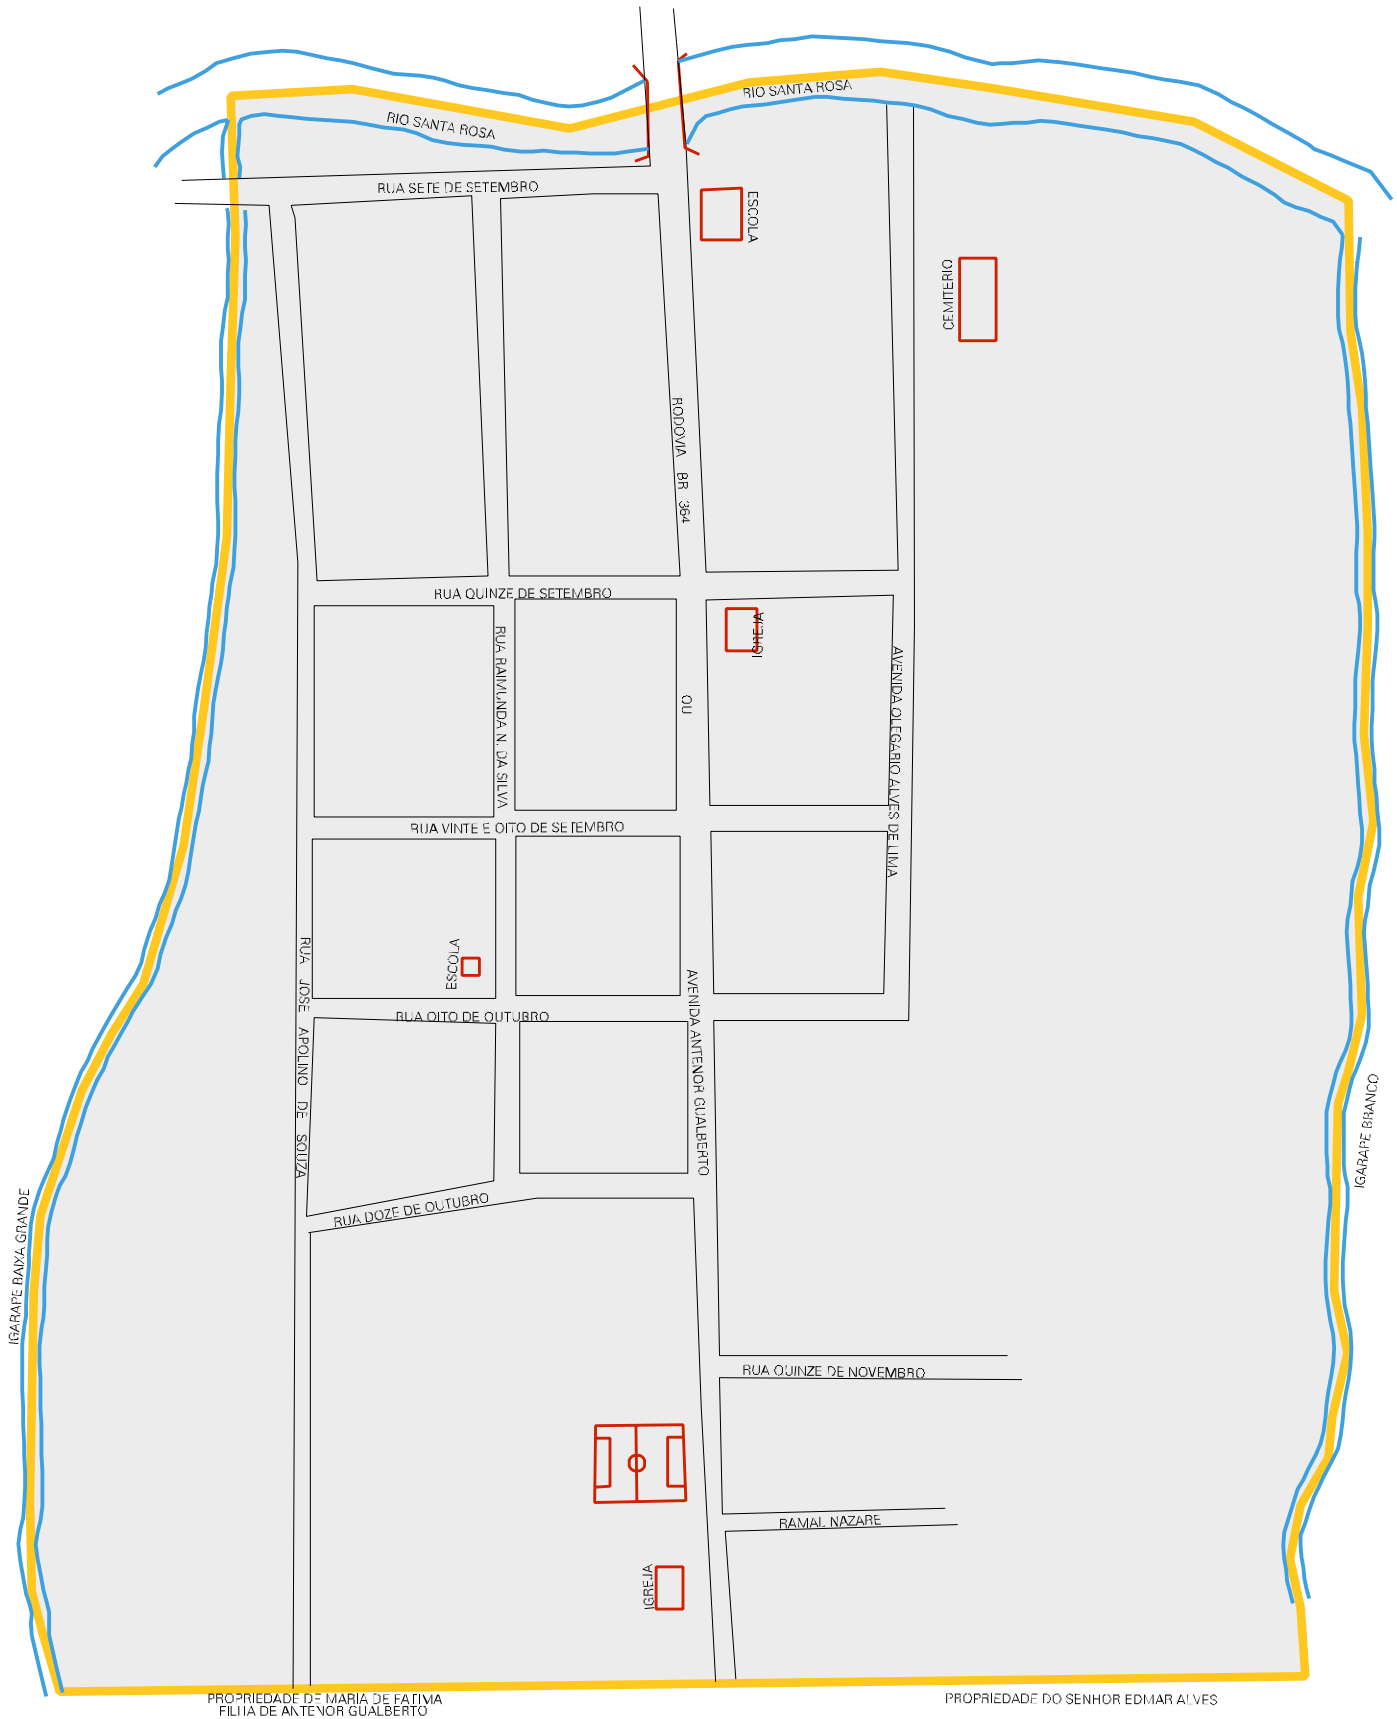 RIO SANTA ROSA
RIO SANTA ROSA
RUA SETE DE SETEMBRO
ESCOLA
CEMITERIO
RODOVIA BR 364
RUA QUINZE DE SETEMBRO
IGREJA
RUA RAIMUNDA N. DA SILVA
OU
AVENIDA OLEGARIO ALVES DE LIMA
RUA VINTE E OITO DE SETEMBRO
ESCOLA
RUA JOSE APOLINO DE SOUZA
AVENIDA ANTENOR GUALBERTO
RUA OITO DE OUTUBRO
IGARAPE BRANCO
IGARAPE BAIXA GRANDE
RUA DOZE DE OUTUBRO
RUA QUINZE DE NOVEMBRO
RAMAL NAZARE
IGREJA
PROPRIEDADE DE MARIA DE FATIMA
FILHA DE ANTENOR GUALBERTO
PROPRIEDADE DO SENHOR EDMAR ALVES